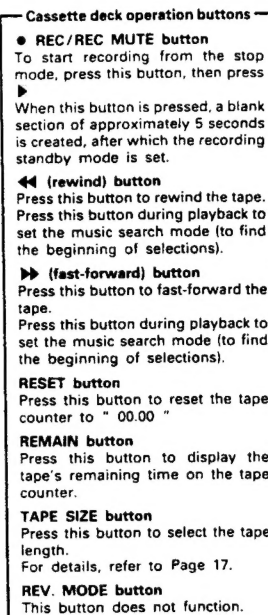 Cassette deck operation buttons
● REC/REC MUTE button
To start recording from the stop
mode, press this button, then press
▶
When this button is pressed, a blank
section of approximately 5 seconds
is created, after which the recording
standby mode is set.
◀◀ (rewind) button
Press this button to rewind the tape.
Press this button during playback to
set the music search mode (to find
the beginning of selections).
▶▶ (fast-forward) button
Press this button to fast-forward the
tape.
Press this button during playback to
set the music search mode (to find
the beginning of selections).
RESET button
Press this button to reset the tape
counter to " 00.00 "
REMAIN button
Press this button to display the
tape's remaining time on the tape
counter.
TAPE SIZE button
Press this button to select the tape
length.
For details, refer to Page 17.
REV. MODE button
This button does not function.